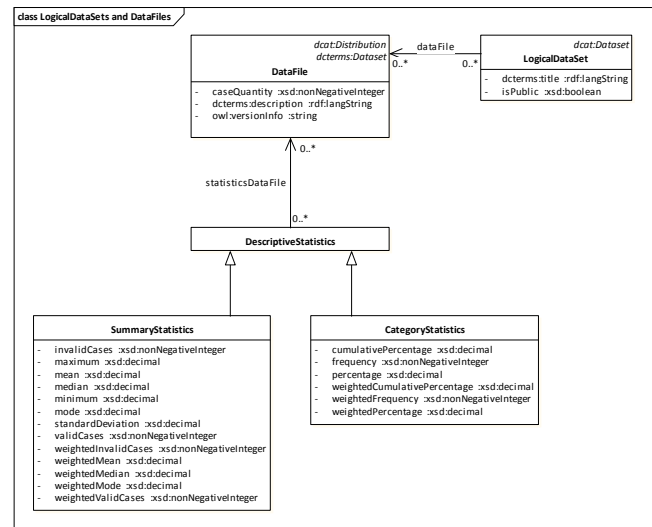 class LogicalDataSets and DataFiles
dcat:Distribution
dcterms:Dataset
DataFile
- caseQuantity :xsd:nonNegativeInteger
- dcterms:description :rdf:langString
- owl:versionInfo :string
dataFile
0..*
0..*
dcat:Dataset
LogicalDataSet
- dcterms:title :rdf:langString
- isPublic :xsd:boolean
0..*
statisticsDataFile
0..*
DescriptiveStatistics
SummaryStatistics
- invalidCases :xsd:nonNegativeInteger
- maximum :xsd:decimal
- mean :xsd:decimal
- median :xsd:decimal
- minimum :xsd:decimal
- mode :xsd:decimal
- standardDeviation :xsd:decimal
- validCases :xsd:nonNegativeInteger
- weightedInvalidCases :xsd:nonNegativeInteger
- weightedMean :xsd:decimal
- weightedMedian :xsd:decimal
- weightedMode :xsd:decimal
- weightedValidCases :xsd:nonNegativeInteger
CategoryStatistics
- cumulativePercentage :xsd:decimal
- frequency :xsd:nonNegativeInteger
- percentage :xsd:decimal
- weightedCumulativePercentage :xsd:decimal
- weightedFrequency :xsd:nonNegativeInteger
- weightedPercentage :xsd:decimal